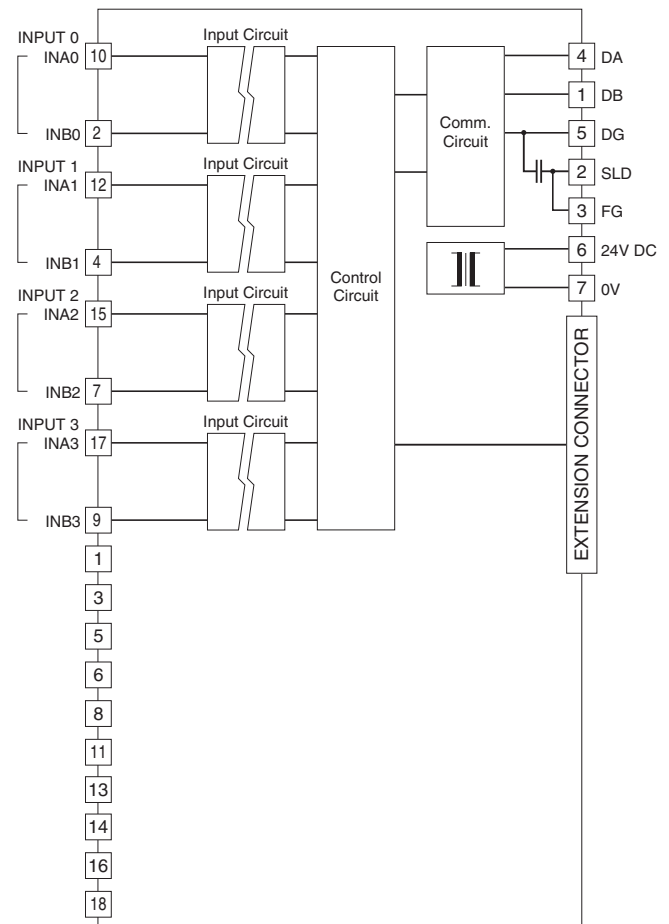 INPUT 0
INA0 10
INB0 2
Input Circuit
INPUT 1
INA1 12
INB1 4
Input Circuit
INPUT 2
INA2 15
INB2 7
Input Circuit
INPUT 3
INA3 17
INB3 9
Input Circuit
1
3
5
6
8
11
13
14
16
18
Control
Circuit
Comm.
Circuit
4 DA
1 DB
5 DG
2 SLD
3 FG
6 24V DC
7 0V
EXTENSION CONNECTOR